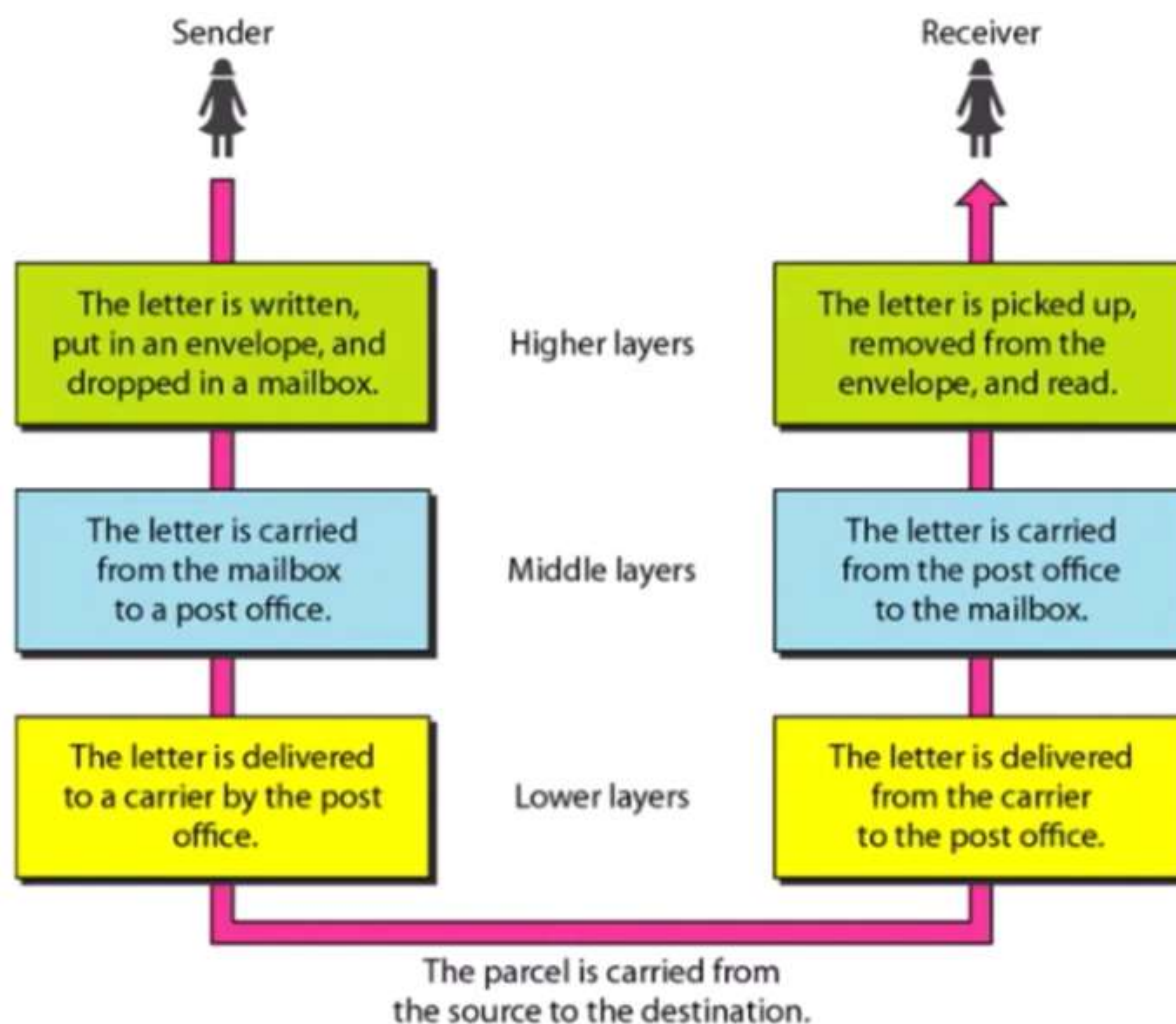 Sender
Receiver
The letter is written,
put in an envelope, and
dropped in a mailbox.
Higher layers
The letter is picked up,
removed from the
envelope, and read.
The letter is carried
from the mailbox
to a post office.
Middle layers
The letter is carried
from the post office
to the mailbox.
The letter is delivered
to a carrier by the post
office.
Lower layers
The letter is delivered
from the carrier
to the post office.
The parcel is carried from
the source to the destination.